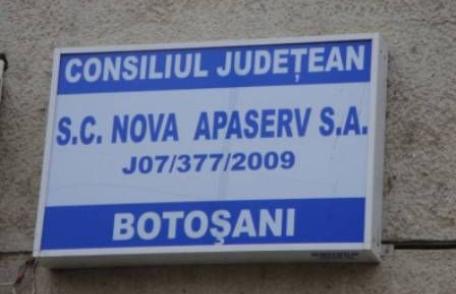 CONSILIUL JUDEȚEAN
S.C. NOVA APASERV S.A.
J07/377/2009
BOTOȘANI